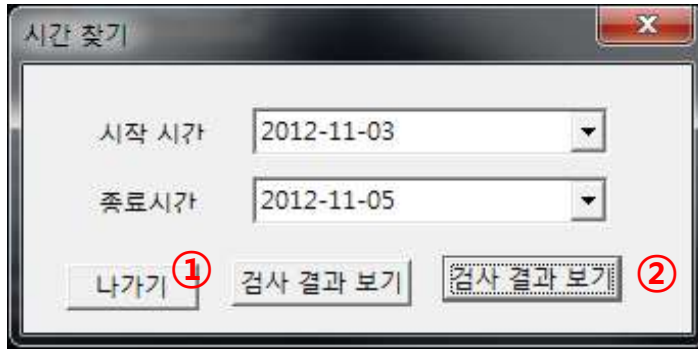 시간 찾기
시작 시간 2012-11-03
종료시간 2012-11-05
나가기 ① 검사 결과 보기 검사 결과 보기 ②